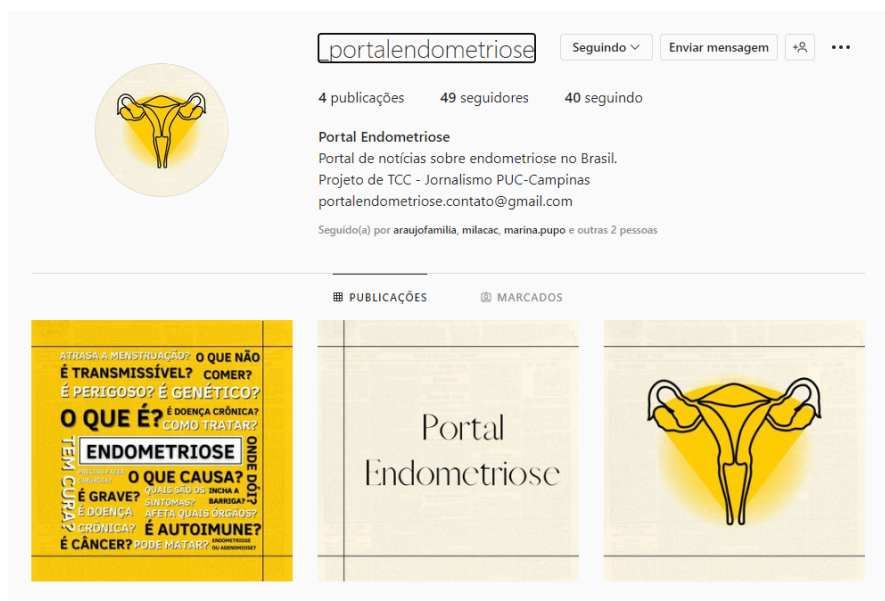 _portalendometriose
Seguindo
Enviar mensagem
4 publicações
49 seguidores
40 seguindo
Portal Endometriose
Portal de notícias sobre endometriose no Brasil.
Projeto de TCC - Jornalismo PUC-Campinas
portalendometriose.contato@gmail.com
Seguido(a) por araujofamilia, milacac, marina.pupo e outras 2 pessoas
PUBLICAÇÕES
MARCADOS
ATRASA A MENSTRUAÇÃO? O QUE NÃO
É TRANSMISSÍVEL? COMER?
É PERIGOSO? É GENÉTICO?
O QUE É? É DOENÇA CRÔNICA?
COMO TRATAR?
TEM CURA?
ENDOMETRIOSE
ONDE DÓI?
PRECISO FAZER
CIRURGIA?
O QUE CAUSA?
É GRAVE?
QUAIS SÃO OS
SINTOMAS?
INCHA A
BARRIGA?
É DOENÇA
CRÔNICA?
AFETA QUAIS ÓRGÃOS?
É AUTOIMUNE?
É CÂNCER? PODE MATAR?
ENDOMETRIOSE
OU ADENOMIOSE?
Portal
Endometriose